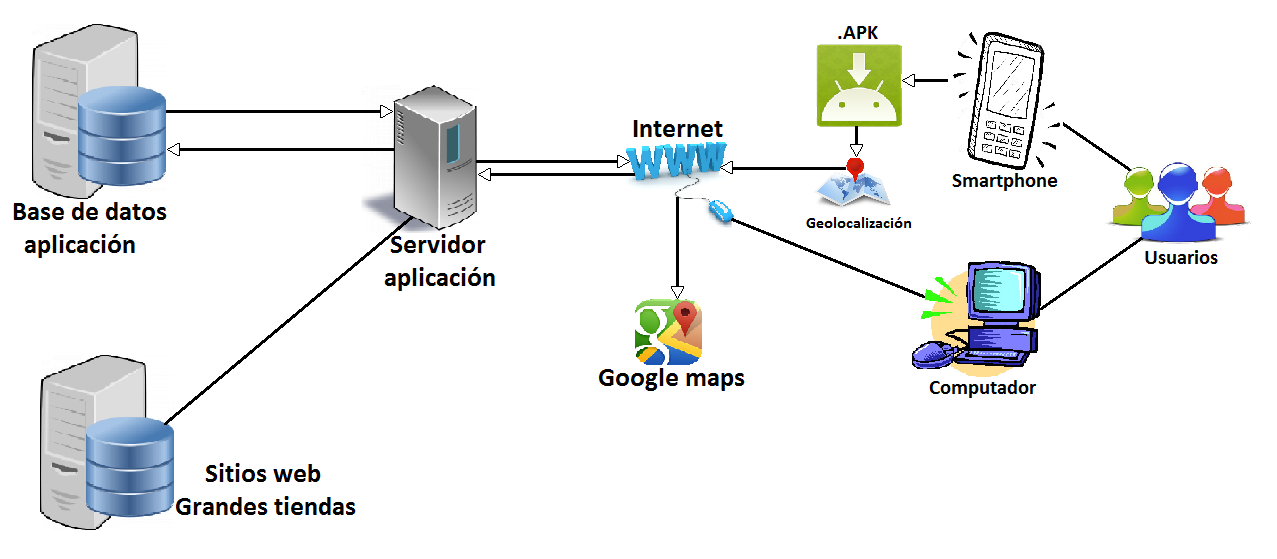 .APK
Internet
WWW
Smartphone
Base de datos
aplicación
Geolocalización
Servidor
aplicación
Usuarios
Google maps
Computador
Sitios web
Grandes tiendas